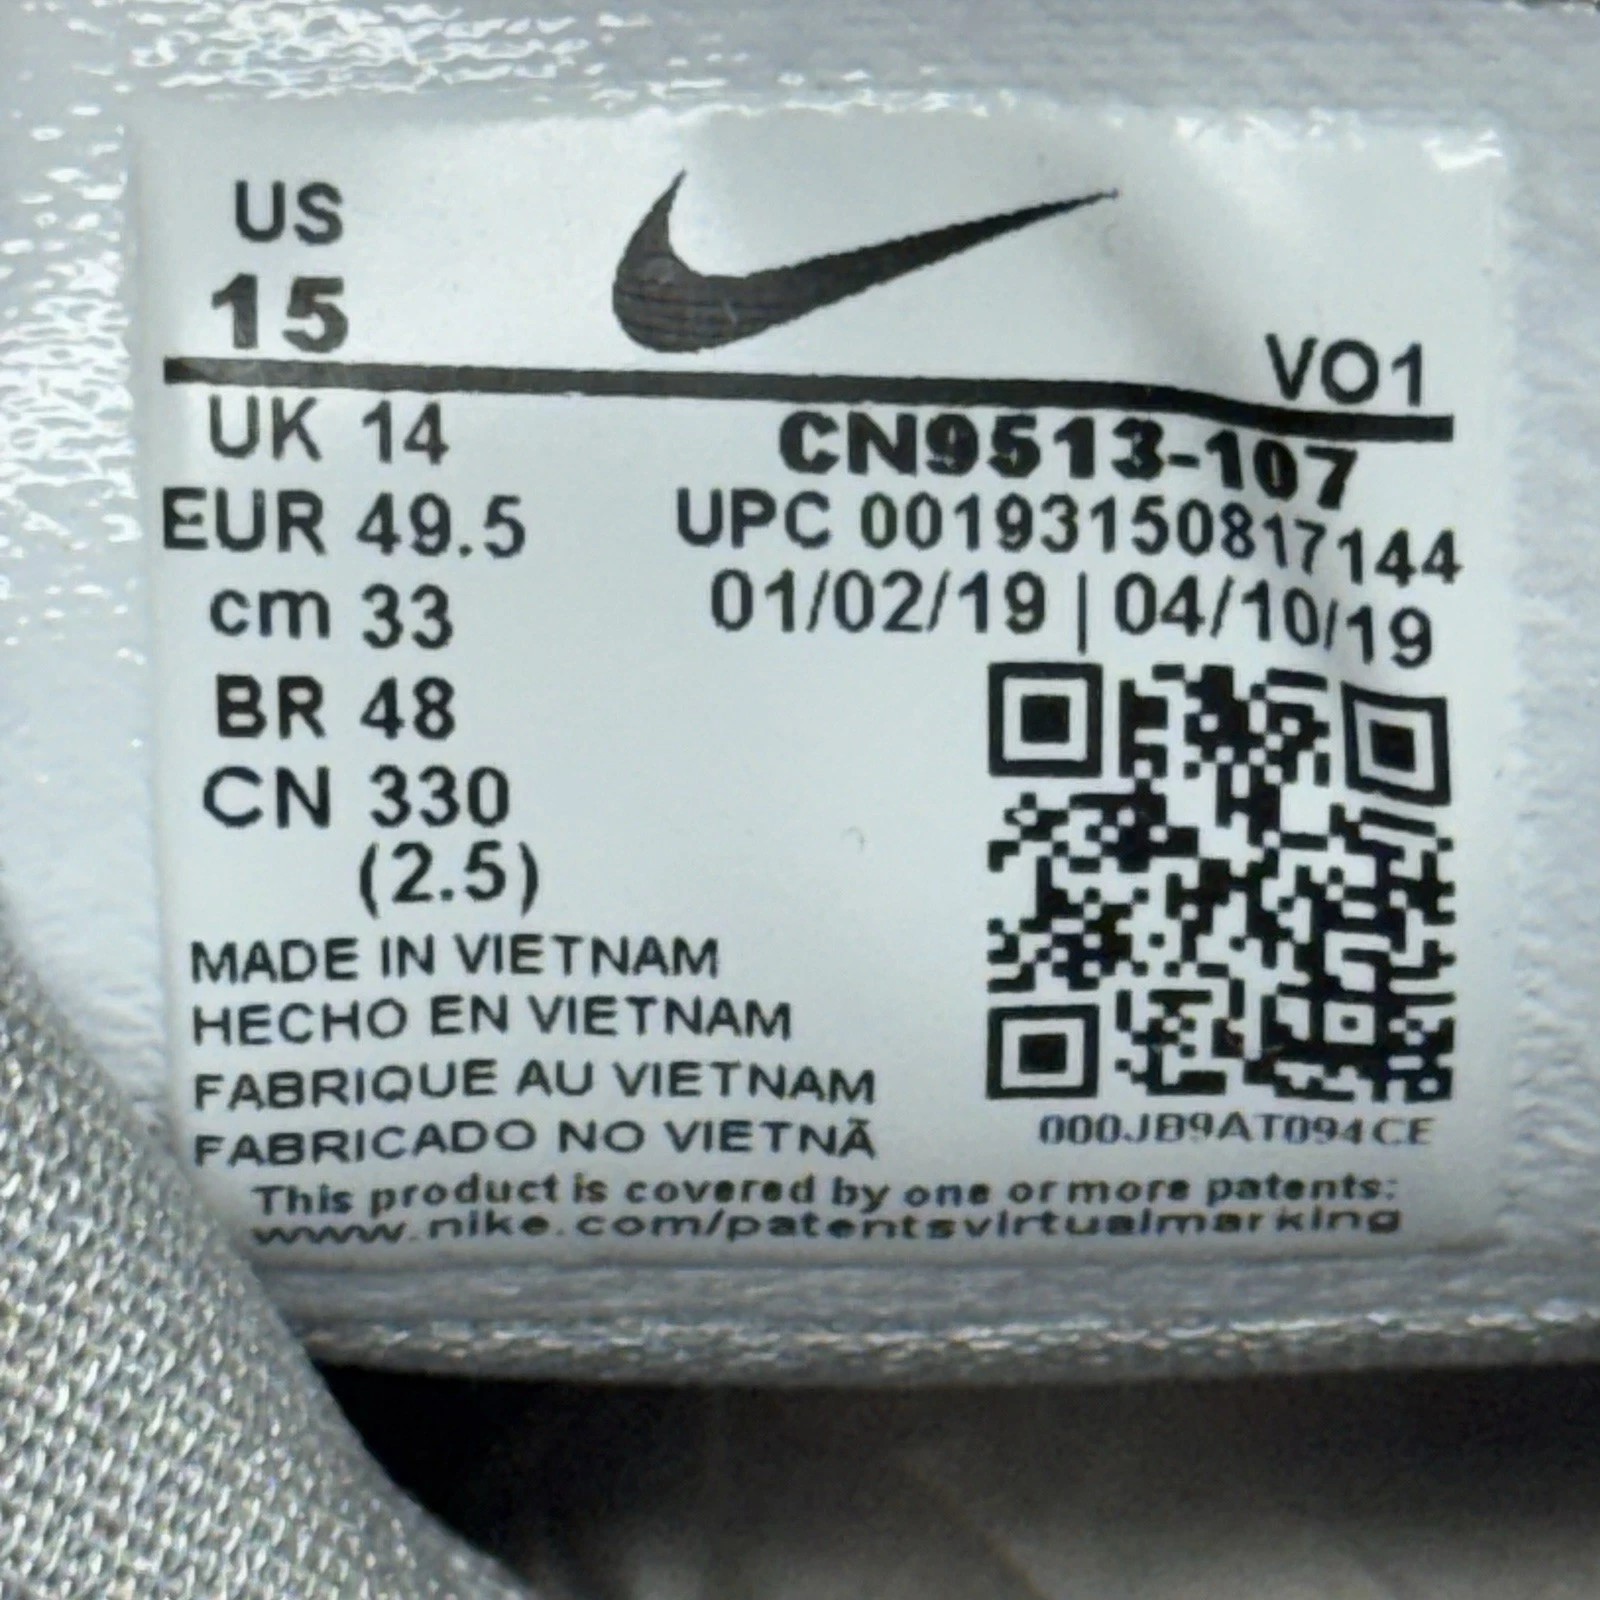 US
15
VO1
UK 14
CN9513-107
EUR 49.5
UPC 00193150817144
cm 33
01/02/19 | 04/10/19
BR 48
CN 330
(2.5)
MADE IN VIETNAM
HECHO EN VIETNAM
FABRIQUE AU VIETNAM
FABRICADO NO VIETNÃ
000JB9AT094CE
This product is covered by one or more patents:
www.nike.com/patentsvirtualmarking